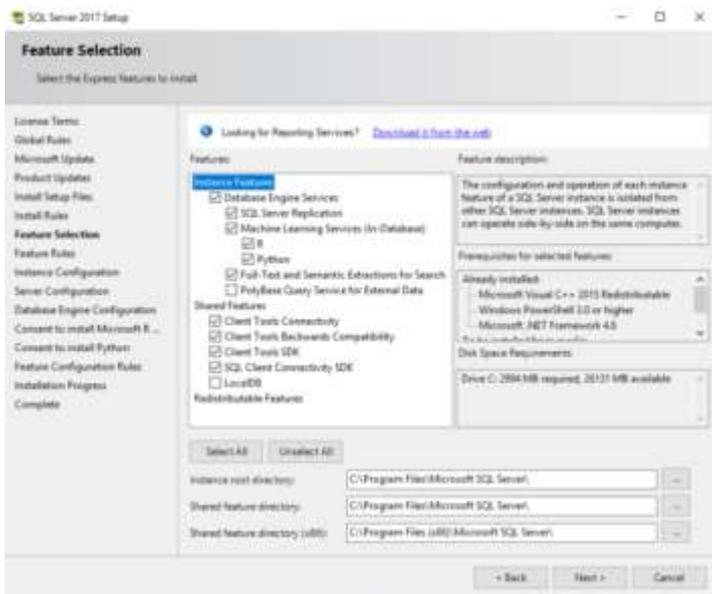 SQL Server 2017 Setup
Feature Selection
Select the Express features to install.
License Terms
Global Rules
Microsoft Update
Product Updates
Install Setup Files
Install Rules
Feature Selection
Feature Rules
Instance Configuration
Server Configuration
Database Engine Configuration
Consent to install Microsoft R ...
Consent to install Python
Feature Configuration Rules
Installation Progress
Complete
Looking for Reporting Services? Download it from the web
Features:
Instance Features
Database Engine Services
SQL Server Replication
Machine Learning Services (In-Database)
R
Python
Full-Text and Semantic Extractions for Search
PolyBase Query Service for External Data
Shared Features
Client Tools Connectivity
Client Tools Backwards Compatibility
Client Tools SDK
SQL Client Connectivity SDK
LocalDB
Redistributable Features
Feature description:
The configuration and operation of each instance
feature of a SQL Server instance is isolated from
other SQL Server instances. SQL Server instances
can operate side-by-side on the same computer.
Prerequisites for selected features:
Already installed:
Microsoft Visual C++ 2015 Redistributable
Windows PowerShell 3.0 or higher
Microsoft .NET Framework 4.6
Disk Space Requirements
Drive C: 2994 MB required, 26131 MB available
Select All
Unselect All
Instance root directory:
C:\Program Files\Microsoft SQL Server\
...
Shared feature directory:
C:\Program Files\Microsoft SQL Server\
...
Shared feature directory (x86):
C:\Program Files (x86)\Microsoft SQL Server\
...
< Back
Next >
Cancel